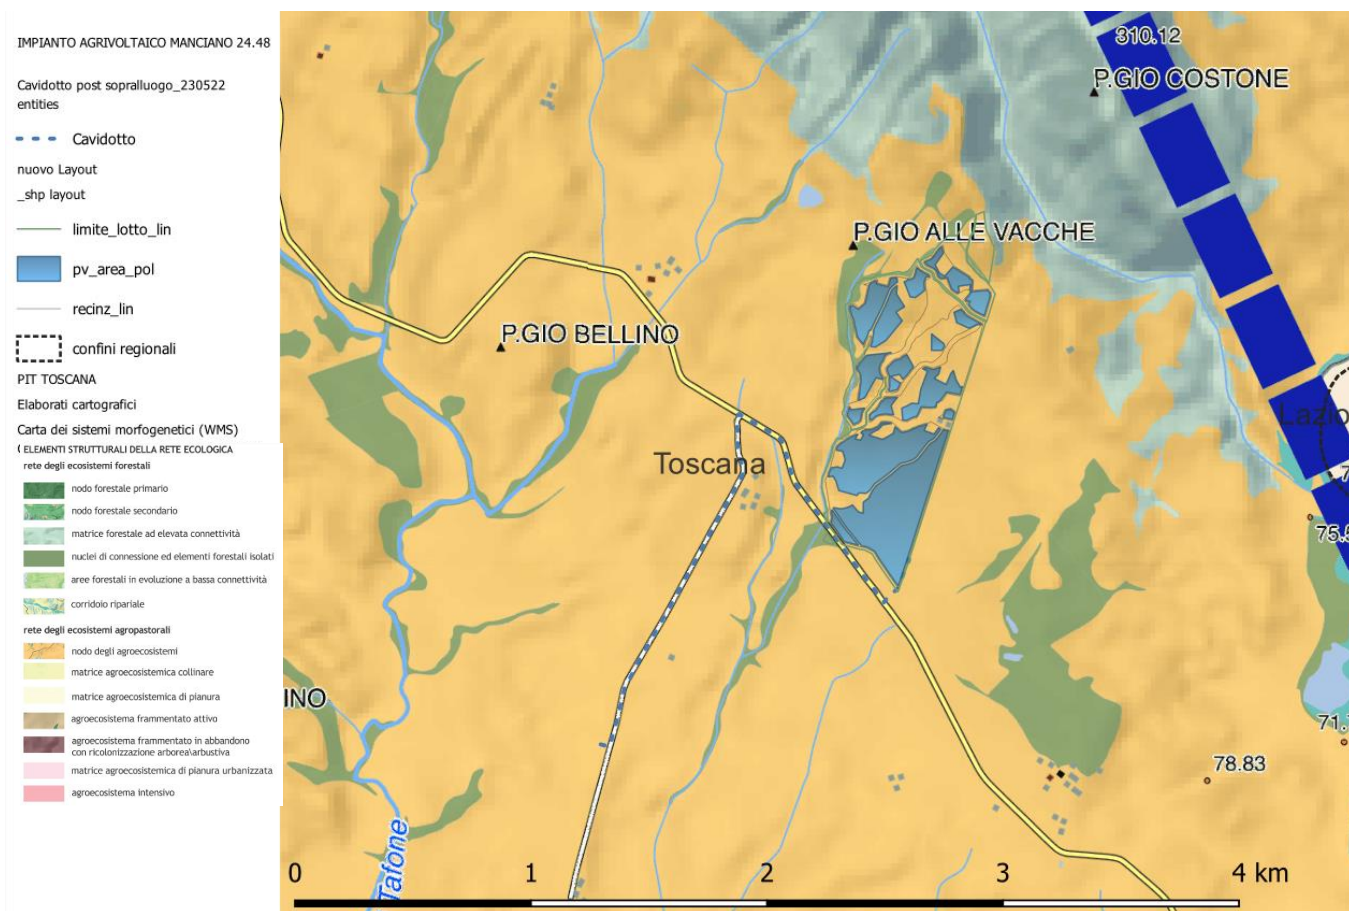 IMPIANTO AGRIVOLTAICO MANCIANO 24.48
Cavidotto post sopralluogo_230522
entities
Cavidotto
nuovo Layout
_shp layout
limite_lotto_lin
pv_area_pol
recinz_lin
confini regionali
PIT TOSCANA
Elaborati cartografici
Carta dei sistemi morfogenetici (WMS)
( ELEMENTI STRUTTURALI DELLA RETE ECOLOGICA
rete degli ecosistemi forestali
nodo forestale primario
nodo forestale secondario
matrice forestale ad elevata connettività
nuclei di connessione ed elementi forestali isolati
aree forestali in evoluzione a bassa connettività
corridoio ripariale
rete degli ecosistemi agropastorali
nodo degli agroecosistemi
matrice agroecosistemica collinare
matrice agroecosistemica di pianura
agroecosistema frammentato attivo
agroecosistema frammentato in abbandono
con ricolonizzazione arborea\arbustiva
matrice agroecosistemica di pianura urbanizzata
agroecosistema intensivo
310.12
P.GIO COSTONE
P.GIO ALLE VACCHE
P.GIO BELLINO
Lazio
Toscana
75.5
INO
71.
78.83
Tafone
0 1 2 3 4 km